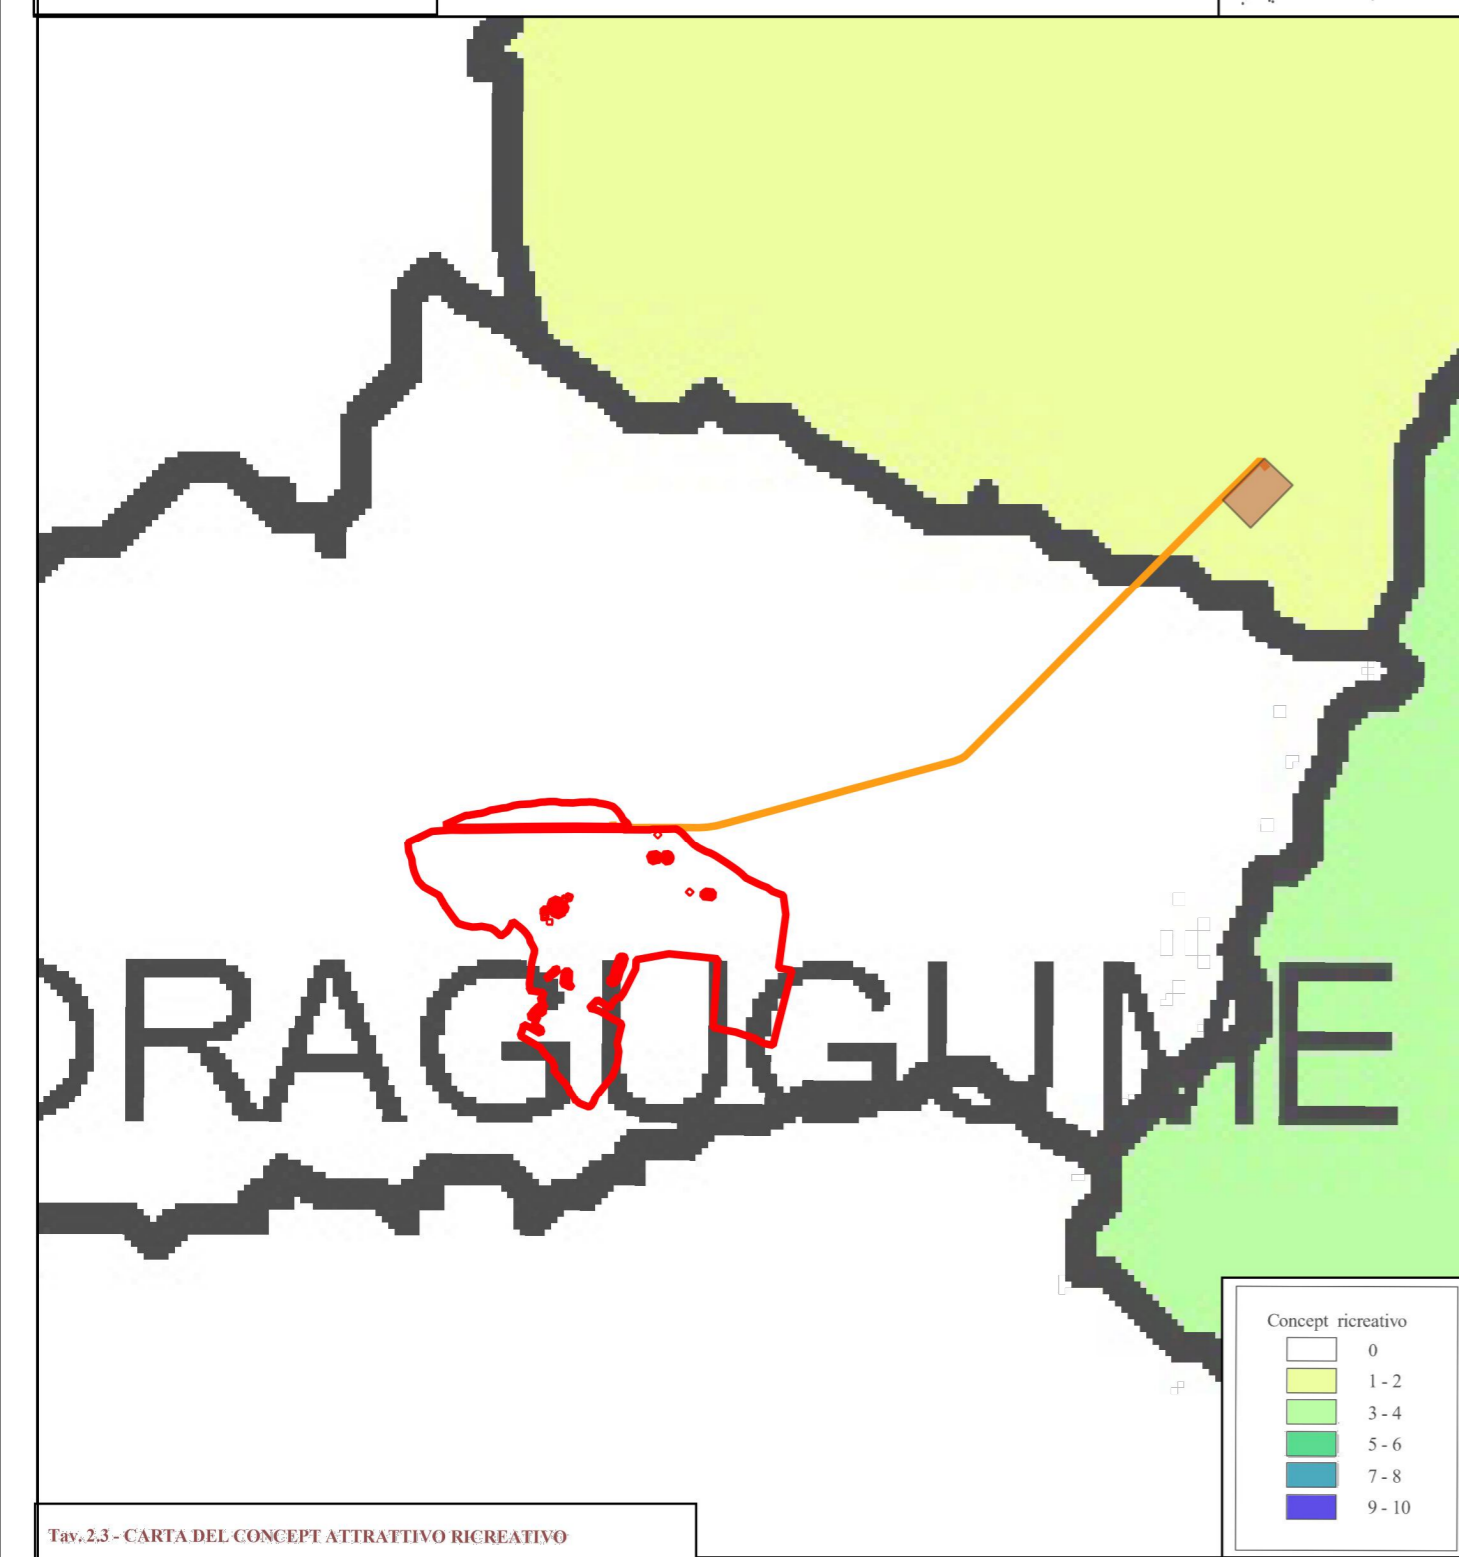 ORAGUGUME
Concept ricreativo
0
1 - 2
3 - 4
5 - 6
7 - 8
9 - 10
Tav. 2.3 - CARTA DEL CONCEPT ATTRATTIVO RICREATIVO